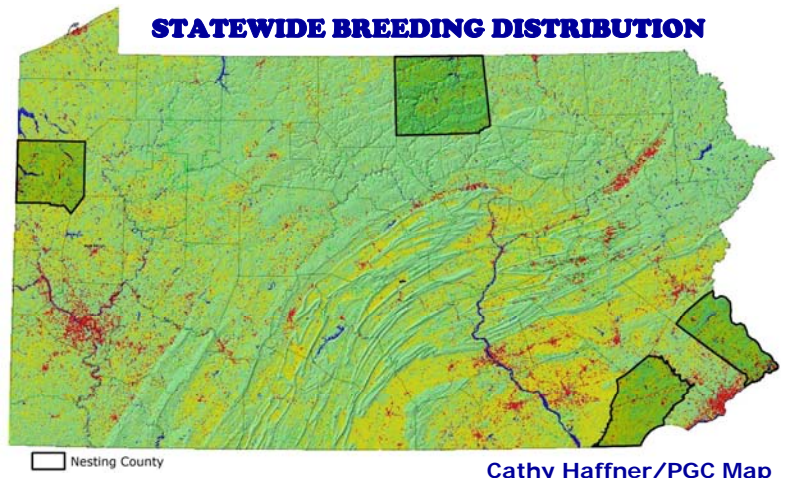 STATEWIDE BREEDING DISTRIBUTION
Nesting County
Cathy Haffner/PGC Map